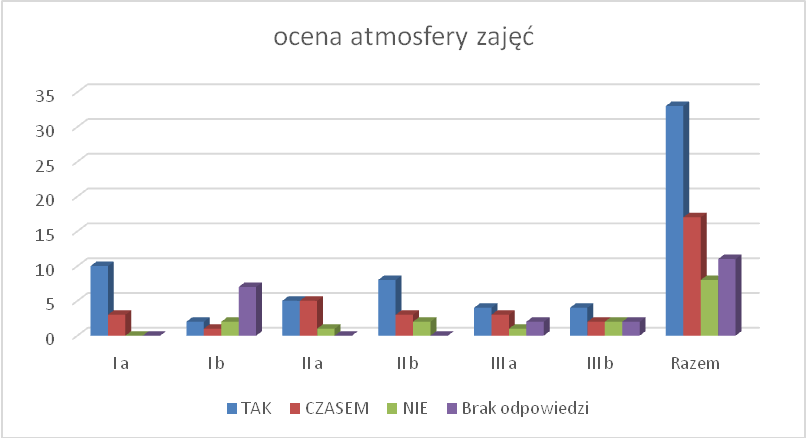 ocena atmosfery zajęć
35
30
25
20
15
10
5
0
I a I b II a II b III a III b Razem
TAK CZASEM NIE Brak odpowiedzi